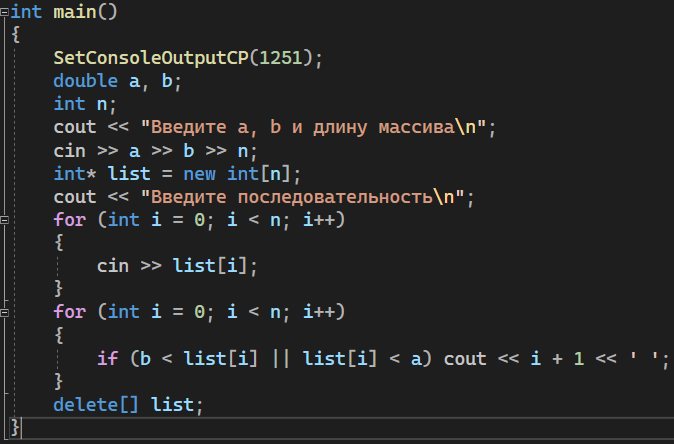 int main()
{
SetConsoleOutputCP(1251);
double a, b;
int n;
cout << "Введите a, b и длину массива\n";
cin >> a >> b >> n;
int* list = new int[n];
cout << "Введите последовательность\n";
for (int i = 0; i < n; i++)
{
cin >> list[i];
}
for (int i = 0; i < n; i++)
{
if (b < list[i] || list[i] < a) cout << i + 1 << ' ';
}
delete[] list;
}